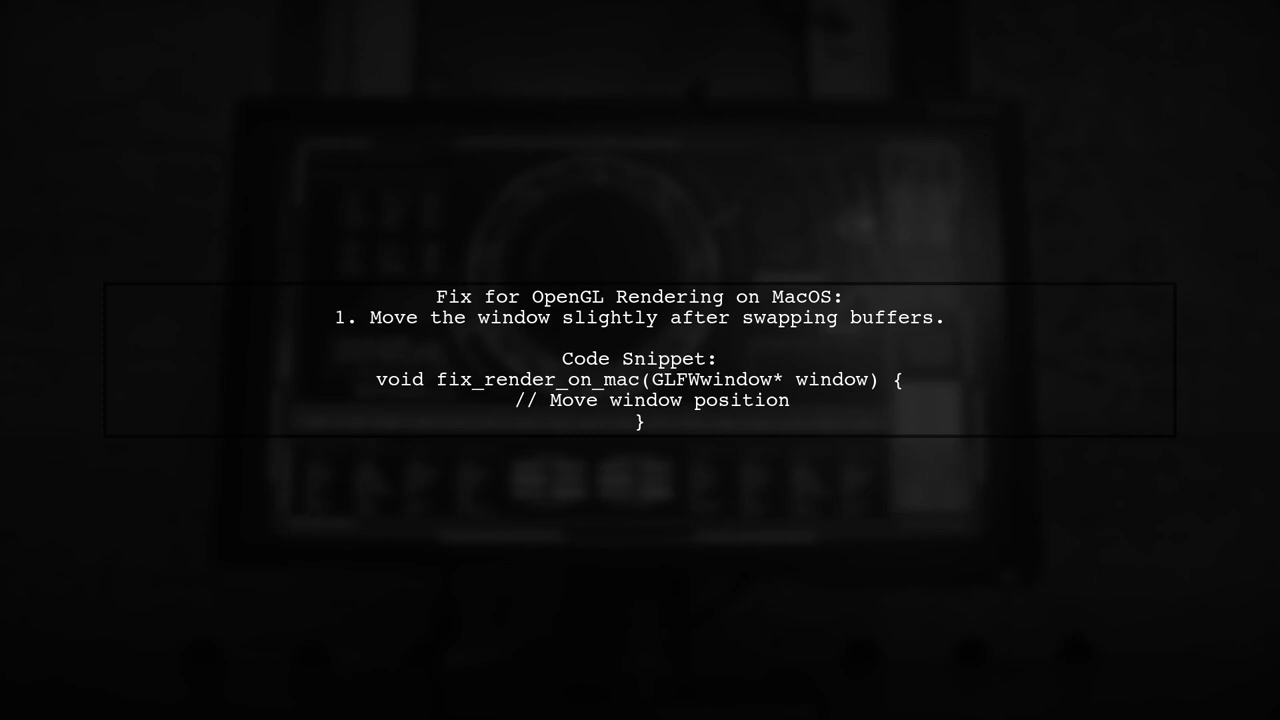 Fix for OpenGL Rendering on MacOS:
1. Move the window slightly after swapping buffers.
Code Snippet:
void fix_render_on_mac(GLFWwindow* window) {
// Move window position
}